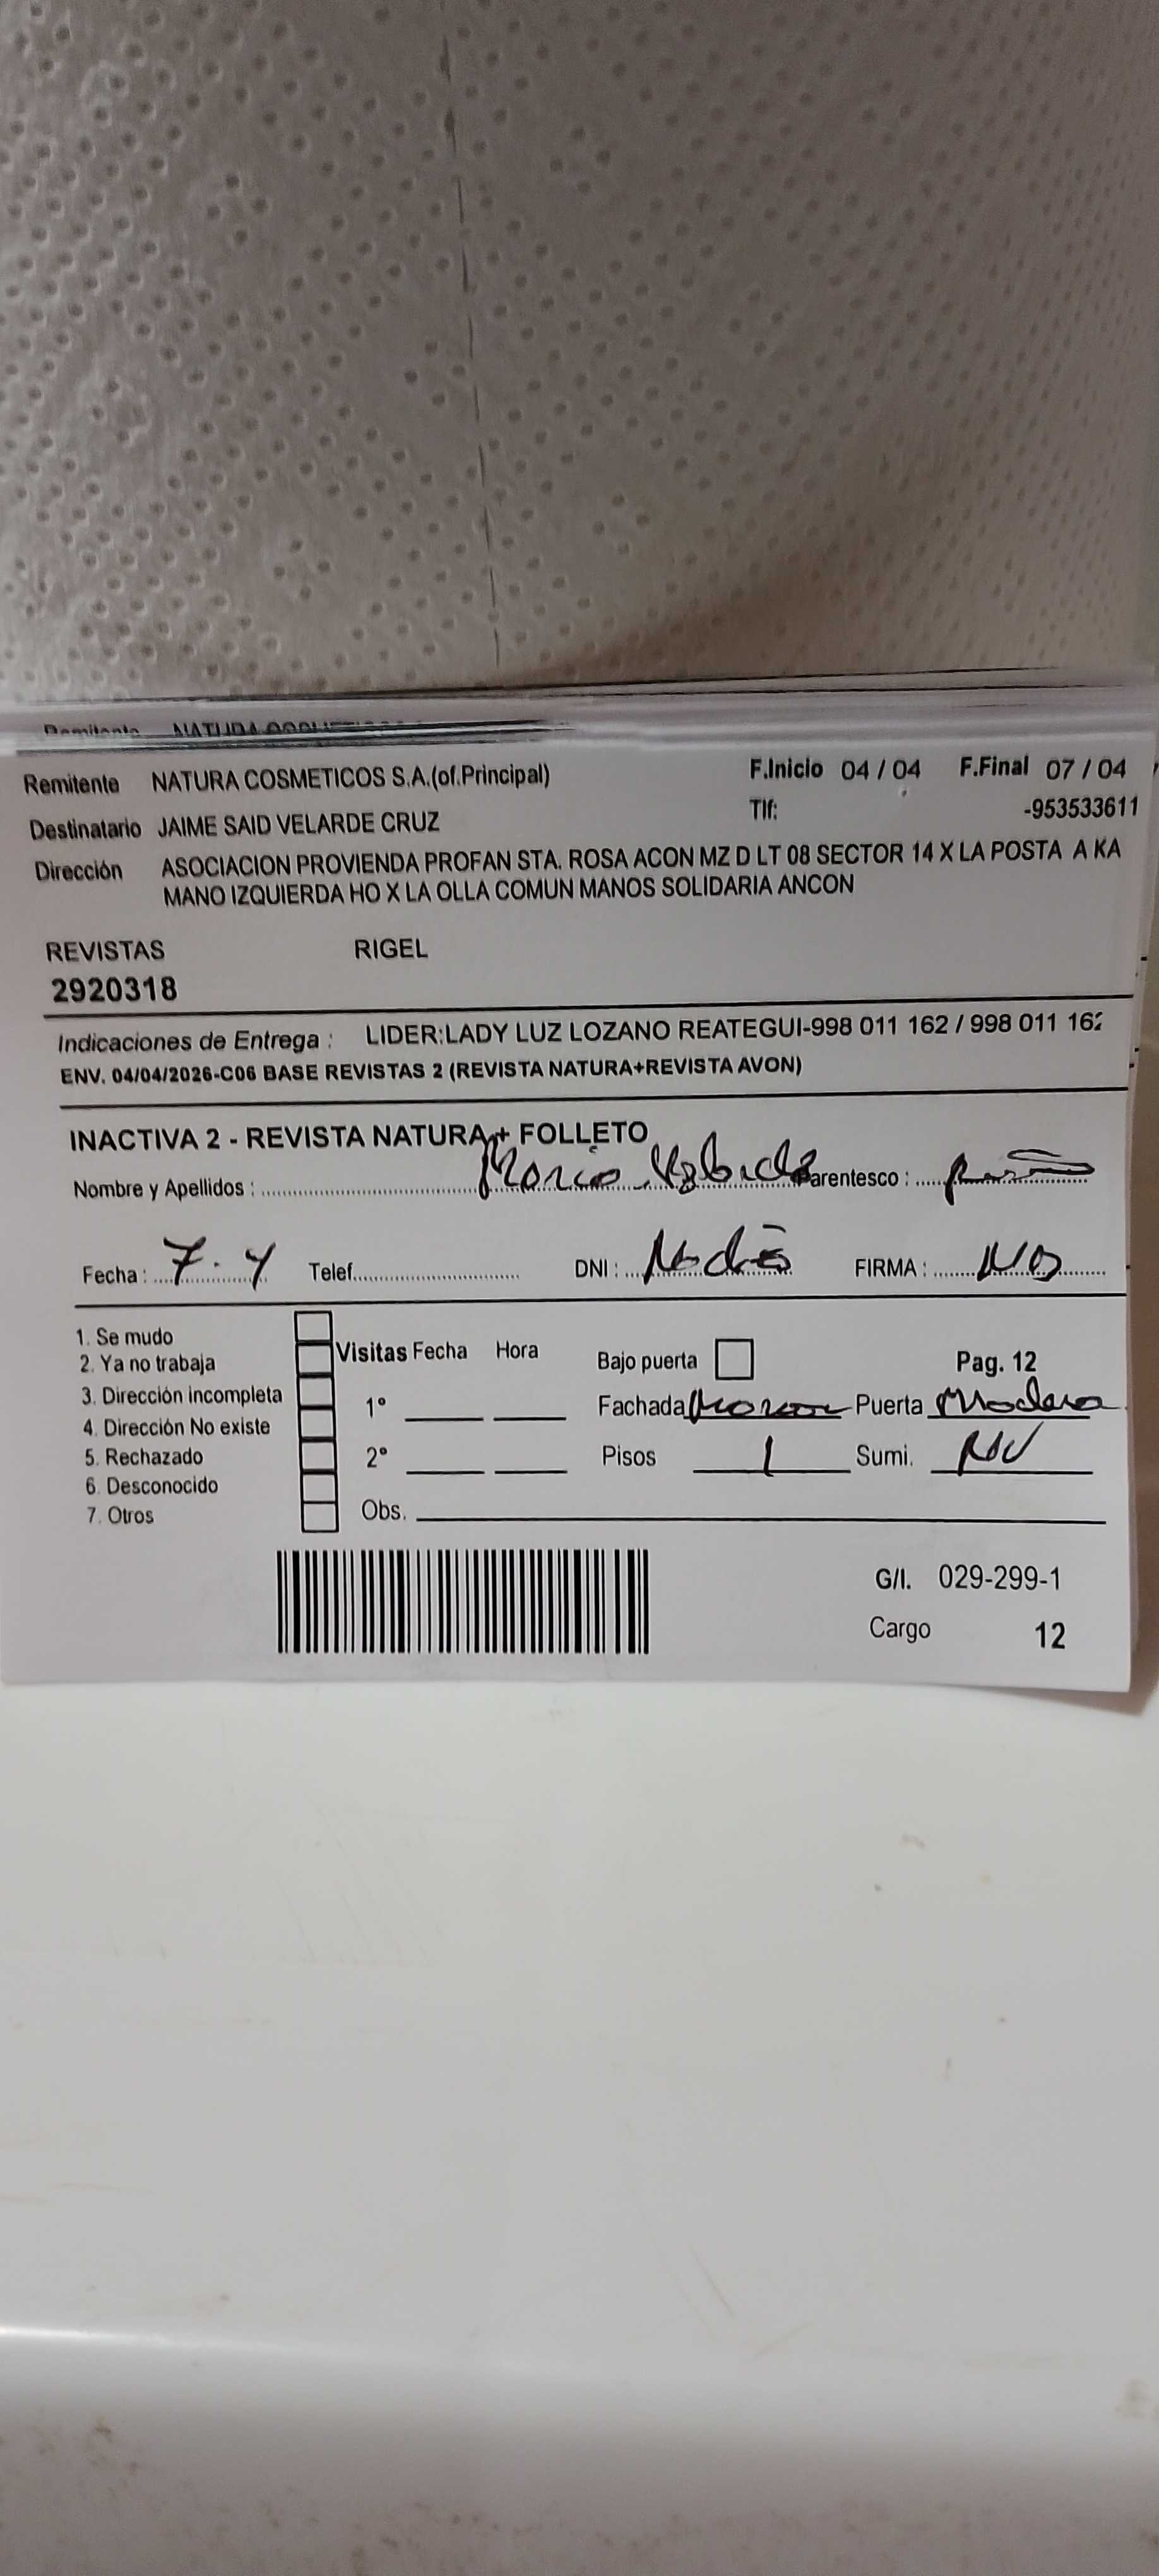 Remitente NATURA COSMETICOS
Remitente NATURA COSMETICOS S.A.(of.Principal) F.Inicio 04 / 04 F.Final 07 / 04
Destinatario JAIME SAID VELARDE CRUZ Tlf: -953533611
Dirección ASOCIACION PROVIENDA PROFAN STA. ROSA ACON MZ D LT 08 SECTOR 14 X LA POSTA A KA
MANO IZQUIERDA HO X LA OLLA COMUN MANOS SOLIDARIA ANCON
REVISTAS RIGEL
2920318
Indicaciones de Entrega : LIDER:LADY LUZ LOZANO REATEGUI-998 011 162 / 998 011 162
ENV. 04/04/2026-C06 BASE REVISTAS 2 (REVISTA NATURA+REVISTA AVON)
INACTIVA 2 - REVISTA NATURA + FOLLETO
Nombre y Apellidos : Parentesco :
Fecha : 7. 4 Telef. DNI : FIRMA :
1. Se mudo
2. Ya no trabaja Visitas Fecha Hora Bajo puerta Pag. 12
3. Dirección incompleta 1° Fachada Puerta Madera
4. Dirección No existe
5. Rechazado 2° Pisos 1 Sumi.
6. Desconocido
7. Otros Obs.
G/I. 029-299-1
Cargo 12